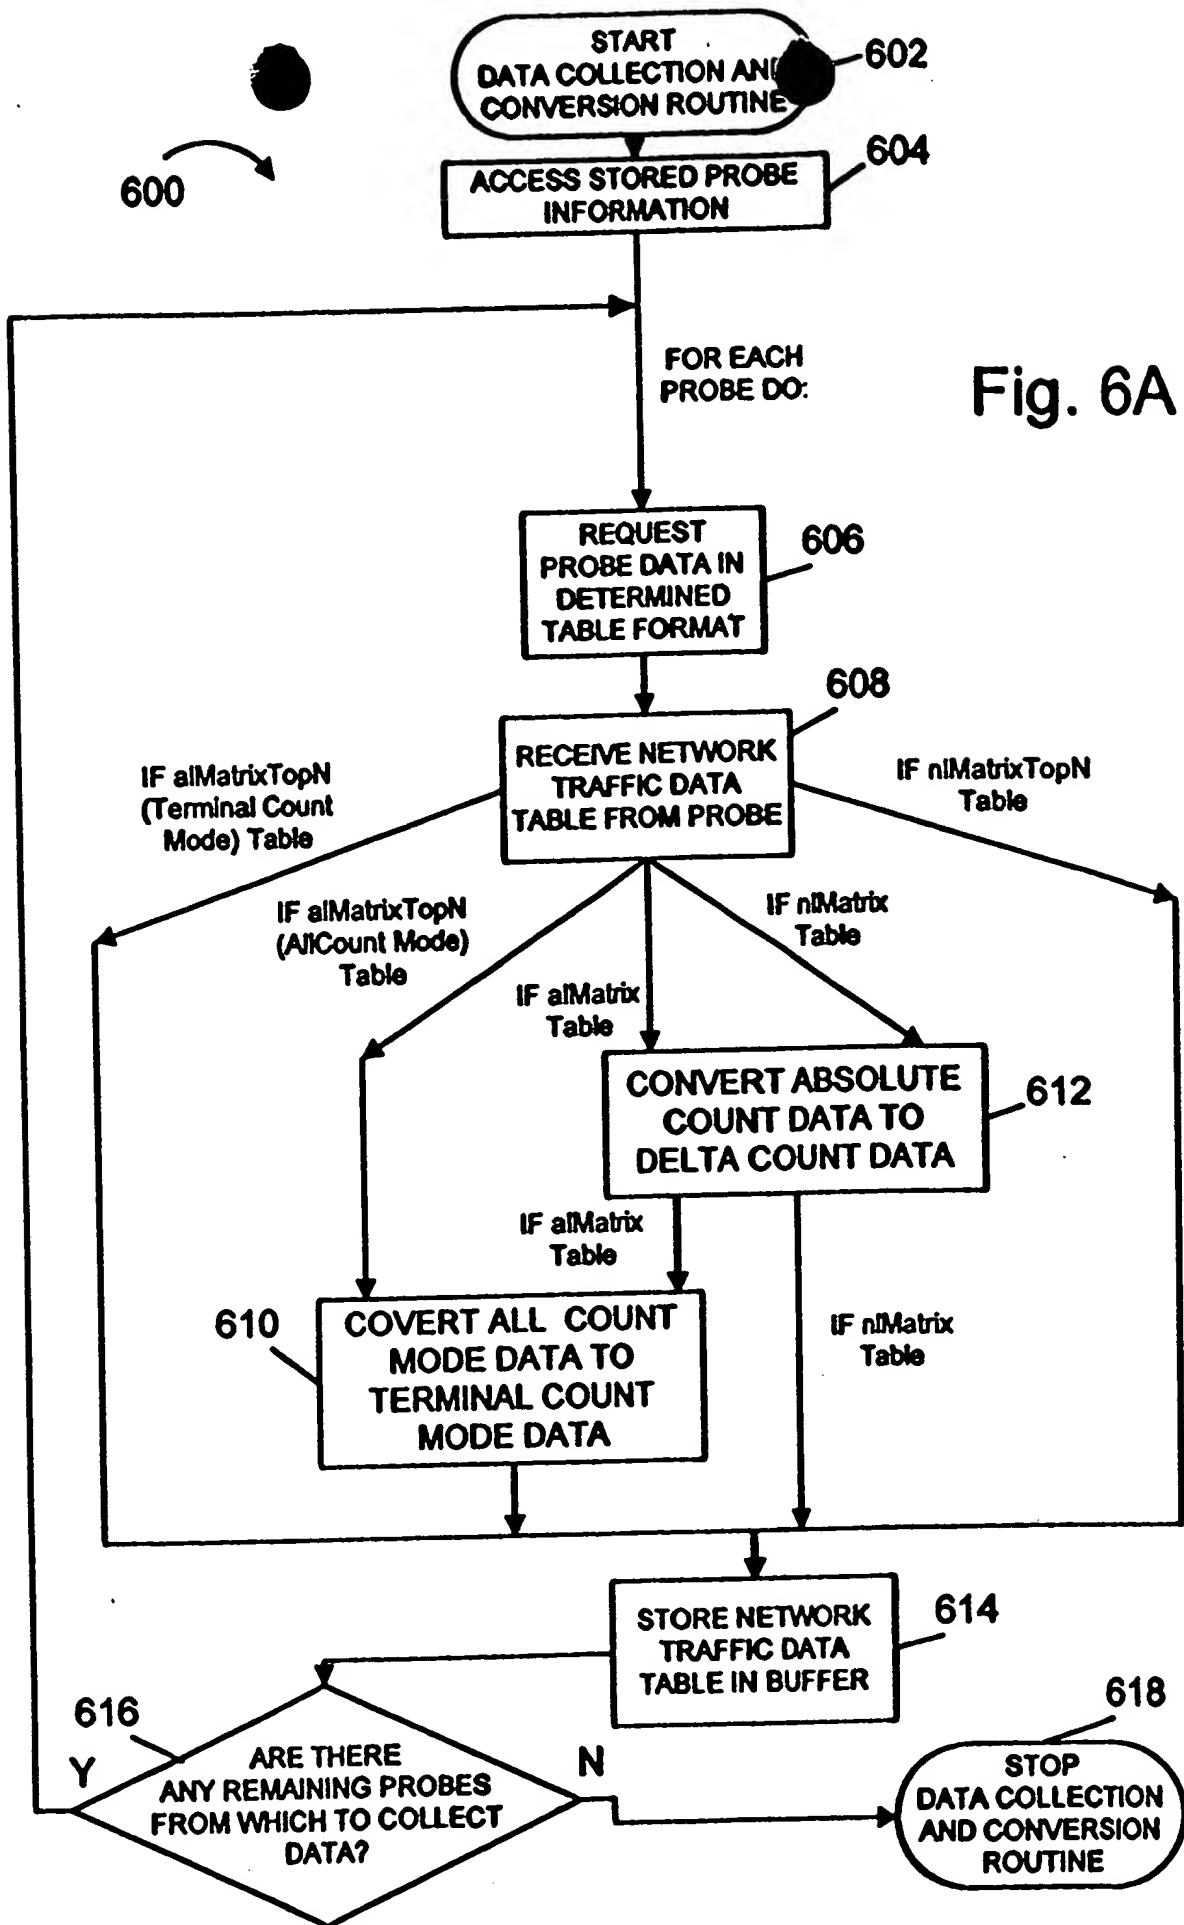 START
DATA COLLECTION AND
CONVERSION ROUTINE
602
600
ACCESS STORED PROBE
INFORMATION
604
FOR EACH
PROBE DO:
Fig. 6A
REQUEST
PROBE DATA IN
DETERMINED
TABLE FORMAT
606
RECEIVE NETWORK
TRAFFIC DATA
TABLE FROM PROBE
608
IF alMatrixTopN
(Terminal Count
Mode) Table
IF nlMatrixTopN
Table
IF alMatrixTopN
(AllCount Mode)
Table
IF alMatrix
Table
IF nlMatrix
Table
CONVERT ABSOLUTE
COUNT DATA TO
DELTA COUNT DATA
612
IF alMatrix
Table
610
COVERT ALL COUNT
MODE DATA TO
TERMINAL COUNT
MODE DATA
IF nlMatrix
Table
STORE NETWORK
TRAFFIC DATA
TABLE IN BUFFER
614
616
Y
ARE THERE
ANY REMAINING PROBES
FROM WHICH TO COLLECT
DATA?
N
618
STOP
DATA COLLECTION
AND CONVERSION
ROUTINE